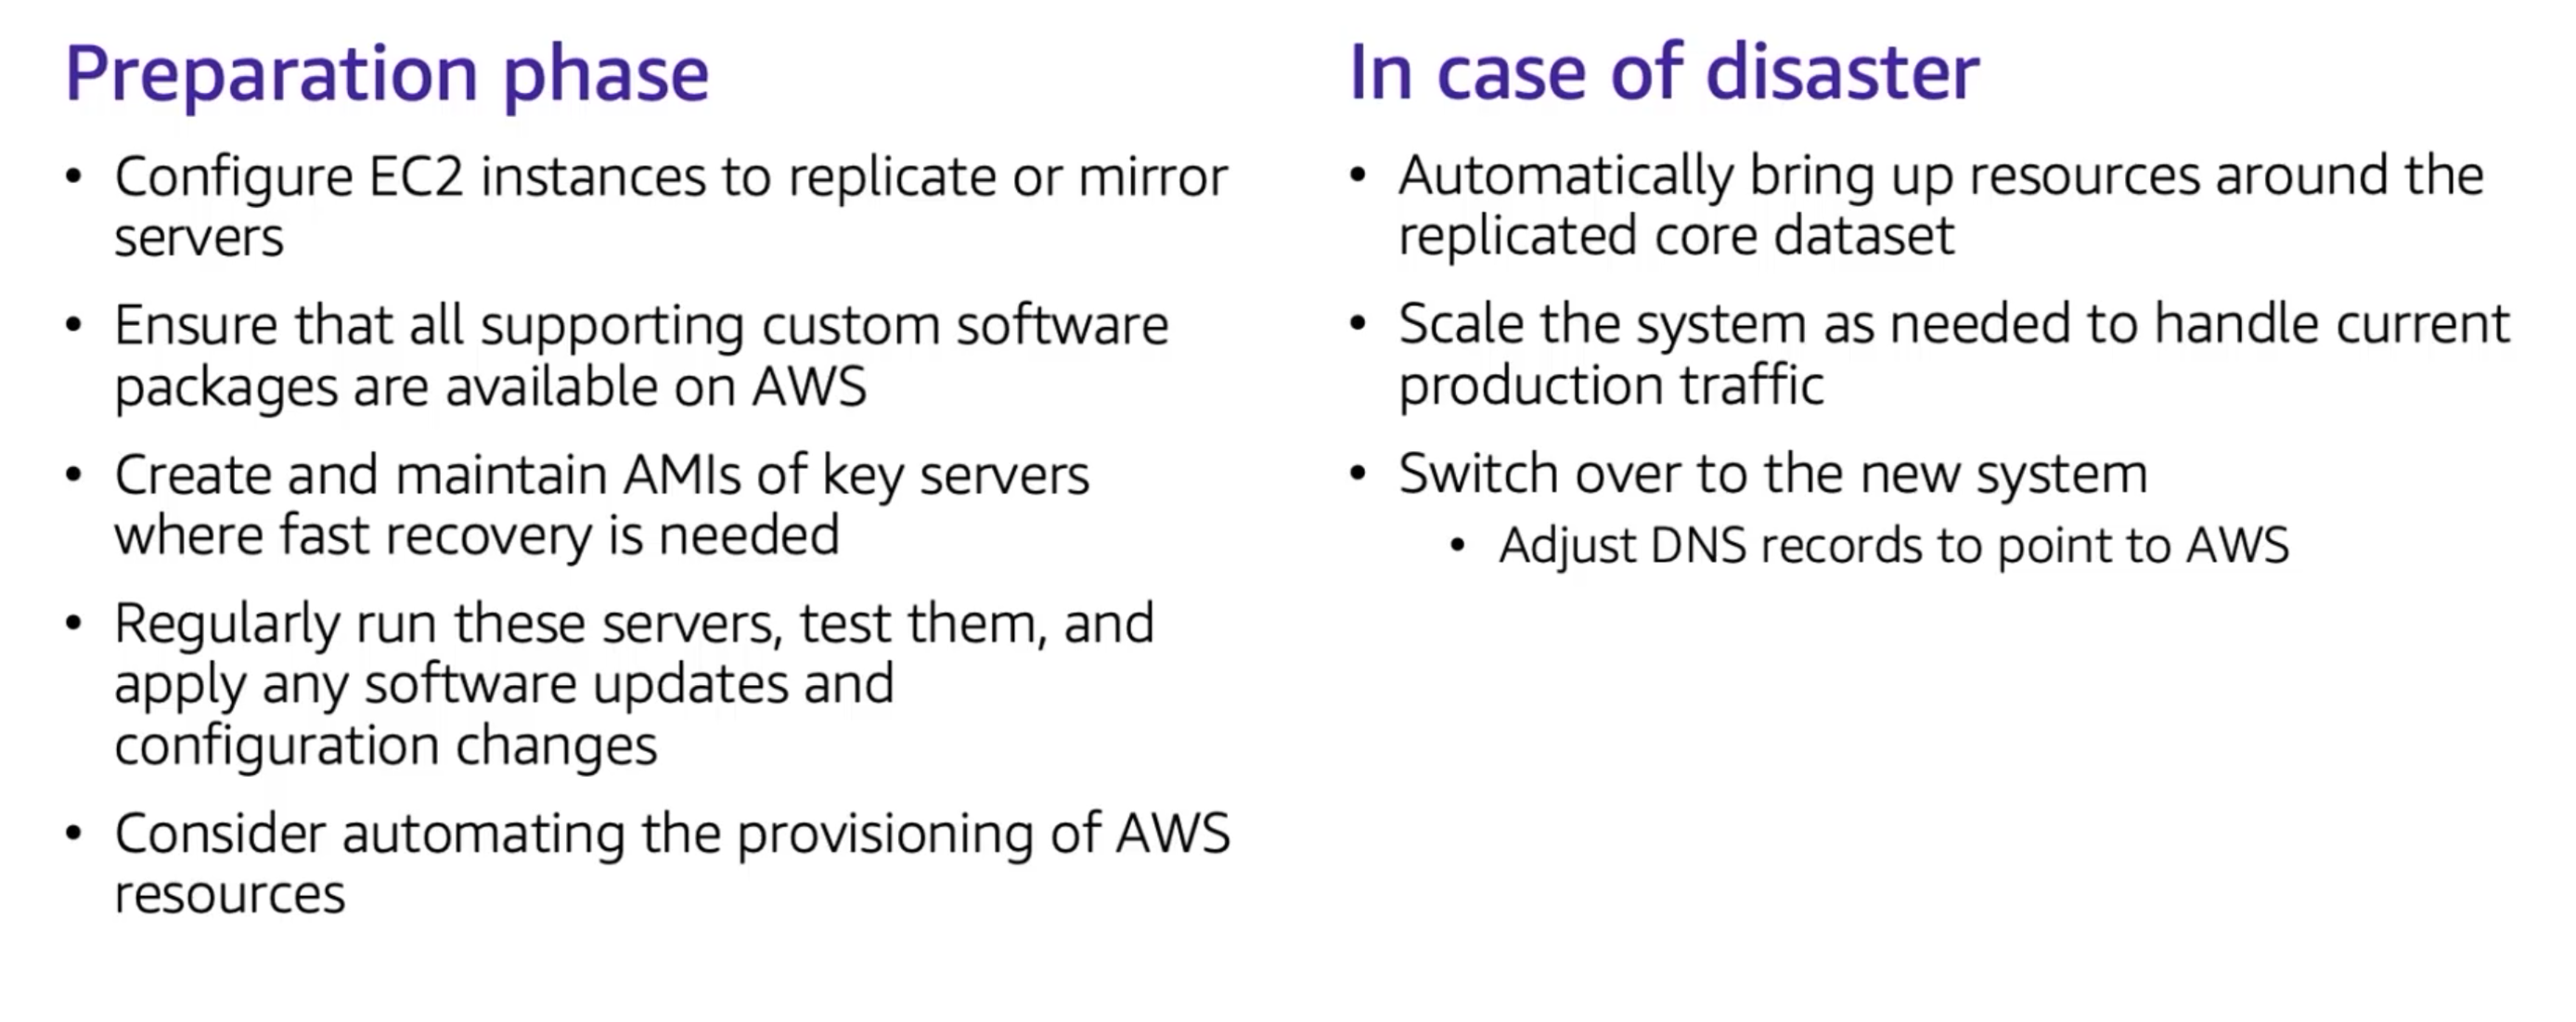 Preparation phase
• Configure EC2 instances to replicate or mirror
servers
• Ensure that all supporting custom software
packages are available on AWS
• Create and maintain AMIs of key servers
where fast recovery is needed
• Regularly run these servers, test them, and
apply any software updates and
configuration changes
• Consider automating the provisioning of AWS
resources
In case of disaster
• Automatically bring up resources around the
replicated core dataset
• Scale the system as needed to handle current
production traffic
• Switch over to the new system
• Adjust DNS records to point to AWS